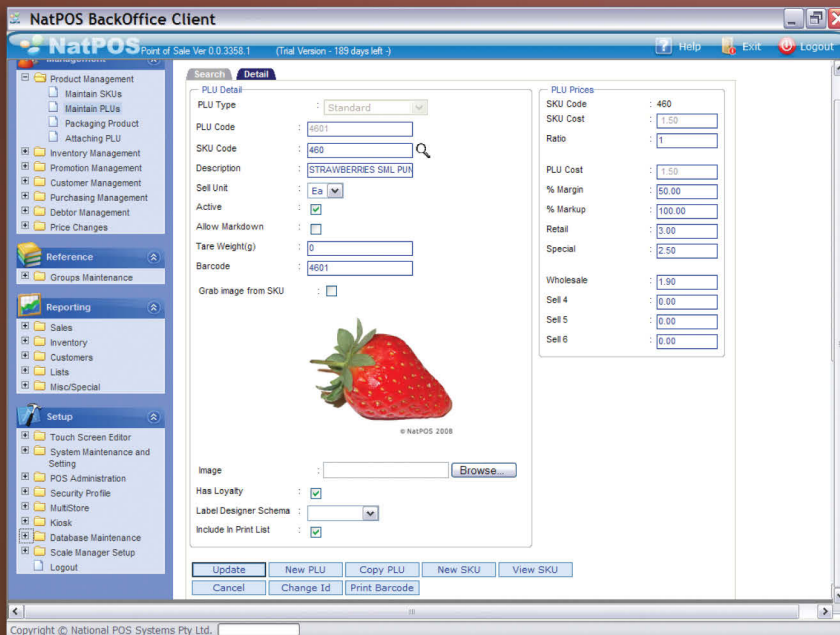 NatPOS BackOffice Client
NatPOS Point of Sale Ver 0.0.3358.1 (Trial Version - 189 days left -)
Help Exit Logout
Management
Product Management
Maintain SKUs
Maintain PLUs
Packaging Product
Attaching PLU
Inventory Management
Promotion Management
Customer Management
Purchasing Management
Debtor Management
Price Changes
Reference
Groups Maintenance
Reporting
Sales
Inventory
Customers
Lists
Misc/Special
Setup
Touch Screen Editor
System Maintenance and
Setting
POS Administration
Security Profile
MultiStore
Kiosk
Database Maintenance
Scale Manager Setup
Logout
Search Detail
PLU Detail
PLU Type : Standard
PLU Code : 4601
SKU Code : 460
Description : STRAWBERRIES SML PUN
Sell Unit : Ea
Active :
Allow Markdown :
Tare Weight(g) : 0
Barcode : 4601
Grab image from SKU :
© NatPOS 2008
Image : Browse...
Has Loyalty :
Label Designer Schema :
Include In Print List :
PLU Prices
SKU Code : 460
SKU Cost : 1.50
Ratio : 1
PLU Cost : 1.50
% Margin : 50.00
% Markup : 100.00
Retail : 3.00
Special : 2.50
Wholesale : 1.90
Sell 4 : 0.00
Sell 5 : 0.00
Sell 6 : 0.00
Update New PLU Copy PLU New SKU View SKU
Cancel Change Id Print Barcode
Copyright © National POS Systems Pty Ltd.